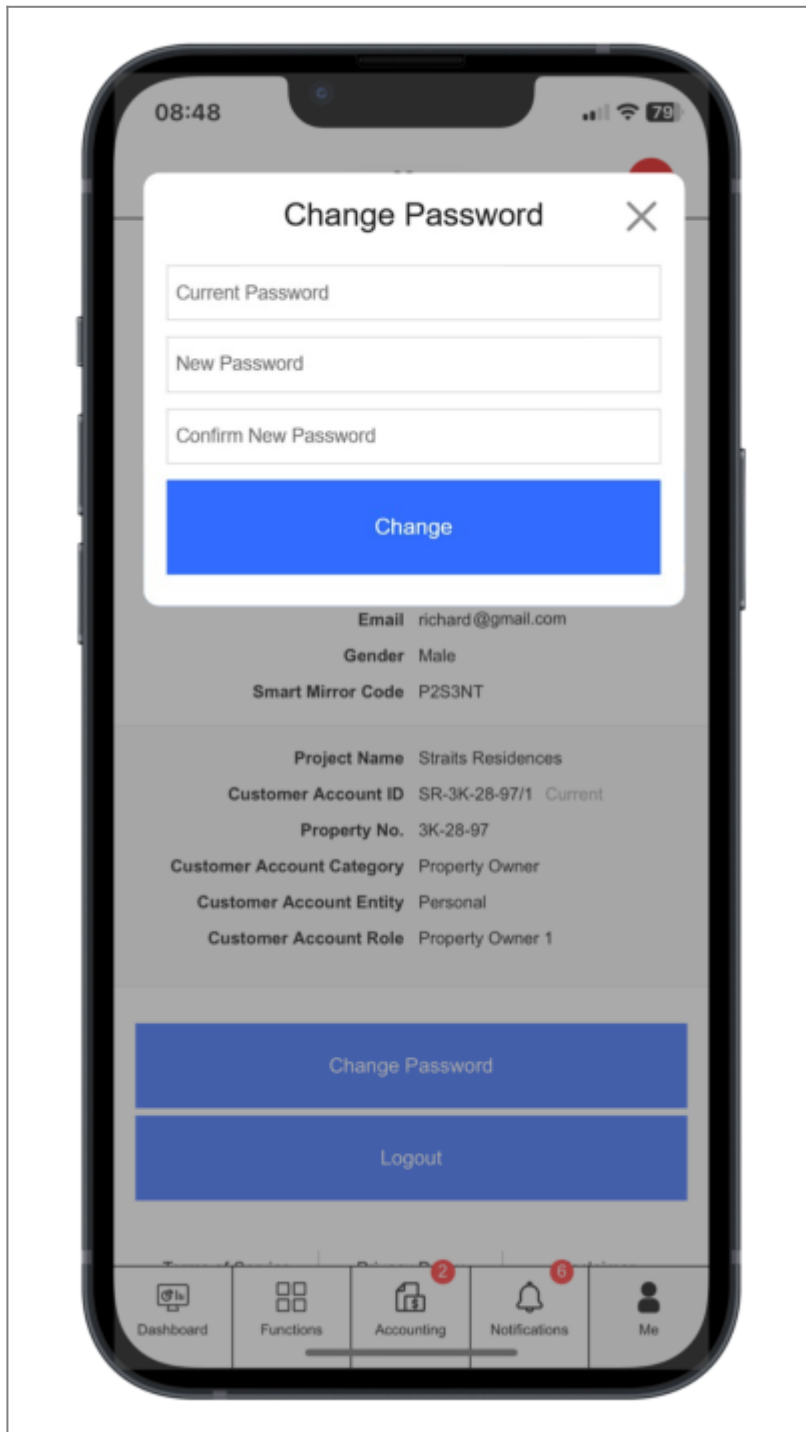 08:48
79
Change Password
Current Password
New Password
Confirm New Password
Change
Email richard@gmail.com
Gender Male
Smart Mirror Code P2S3NT
Project Name Straits Residences
Customer Account ID SR-3K-28-97/1 Current
Property No. 3K-28-97
Customer Account Category Property Owner
Customer Account Entity Personal
Customer Account Role Property Owner 1
Change Password
Logout
2 6
Dashboard Functions Accounting Notifications Me